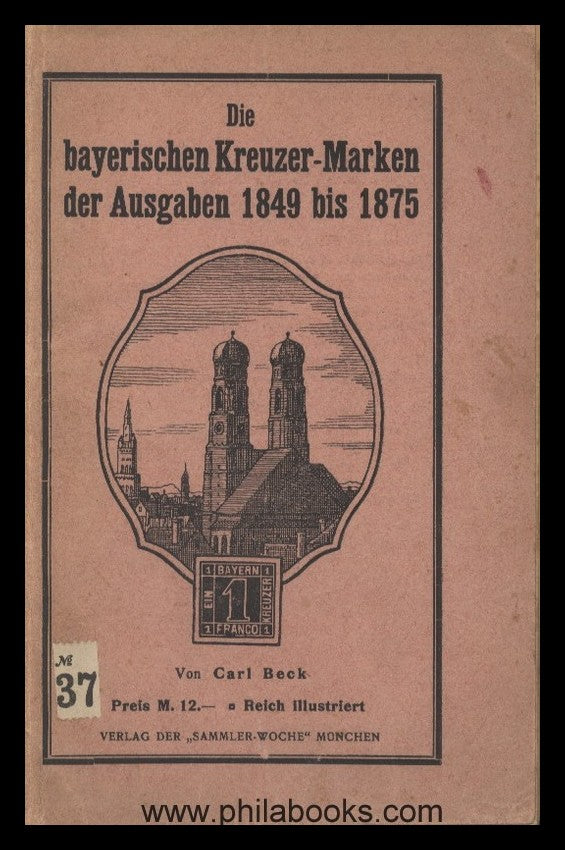 Die
bayerischen Kreuzer-Marken
der Ausgaben 1849 bis 1875
1 BAYERN 1
EIN
1
KREUZER
1 FRANCO 1
№
37
Von Carl Beck
Preis M. 12.— ¤ Reich illustriert
VERLAG DER „SAMMLER-WOCHE" MÜNCHEN
www.philabooks.com